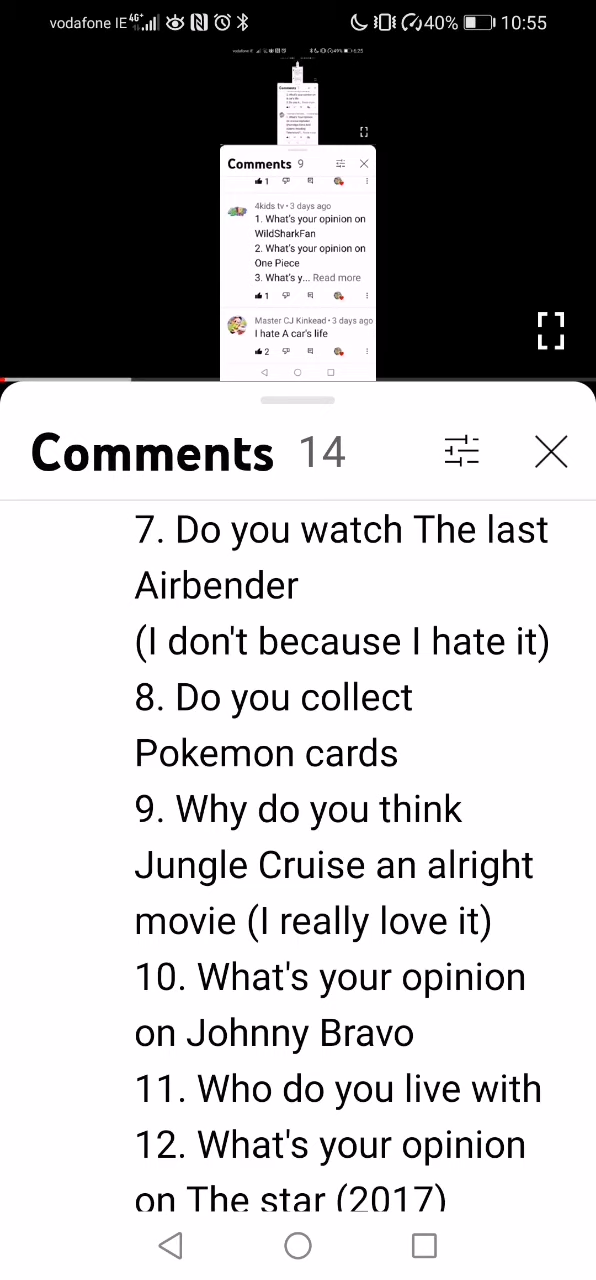 vodafone IE 4G+ 40% 10:55
Comments
Comments 9
1
4kids tv • 3 days ago
1. What's your opinion on
WildSharkFan
2. What's your opinion on
One Piece
3. What's y... Read more
1
Master CJ Kinkead • 3 days ago
I hate A car's life
2
Comments 14
7. Do you watch The last
Airbender
(I don't because I hate it)
8. Do you collect
Pokemon cards
9. Why do you think
Jungle Cruise an alright
movie (I really love it)
10. What's your opinion
on Johnny Bravo
11. Who do you live with
12. What's your opinion
on The star (2017)